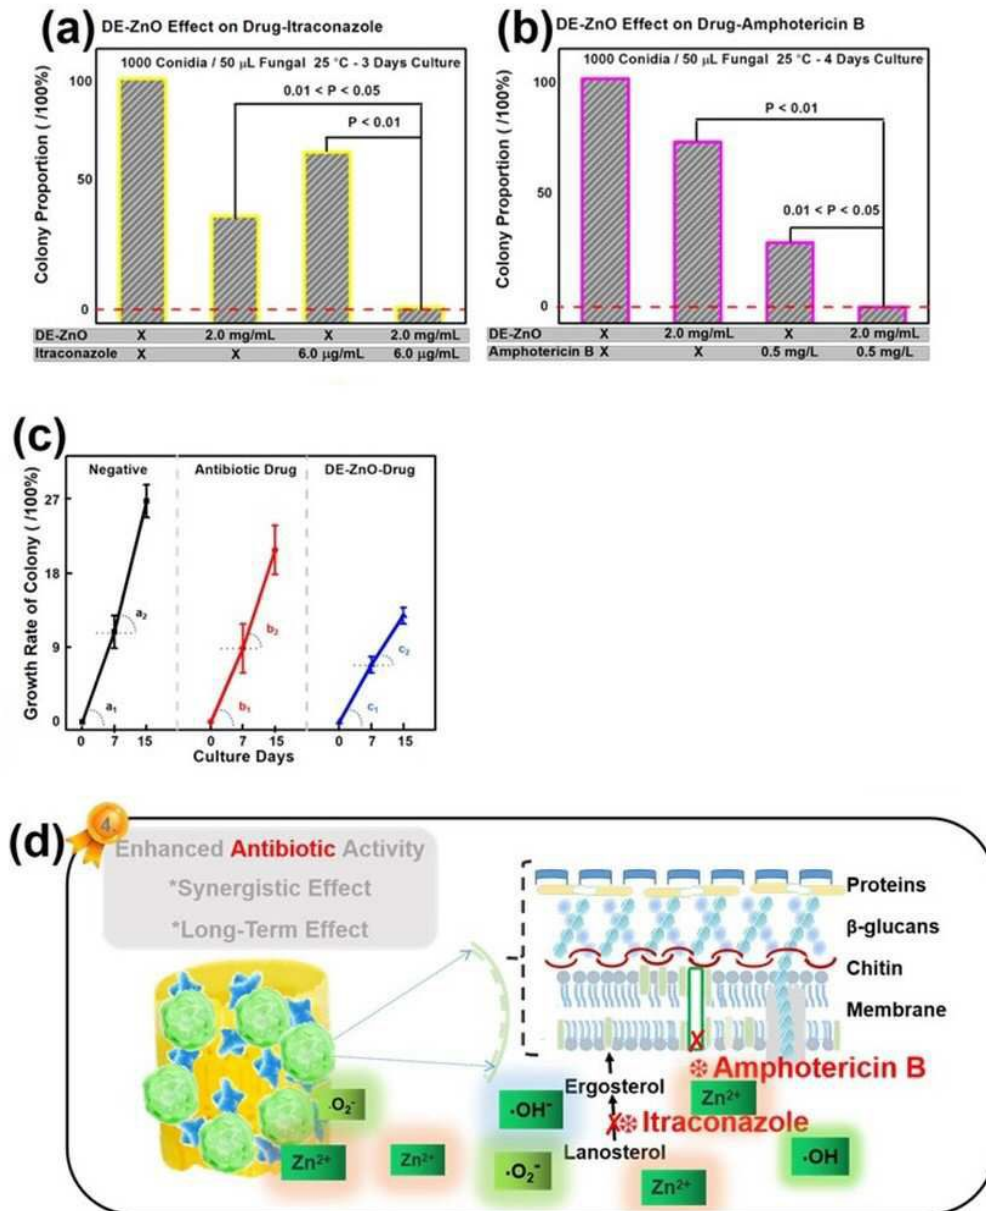 (a) DE-ZnO Effect on Drug-Itraconazole
1000 Conidia / 50 μL Fungal 25 °C - 3 Days Culture
0.01 < P < 0.05
P < 0.01
Colony Proportion ( /100%)
100
50
0
DE-ZnO X 2.0 mg/mL X 2.0 mg/mL
Itraconazole X X 6.0 μg/mL 6.0 μg/mL
(b) DE-ZnO Effect on Drug-Amphotericin B
1000 Conidia / 50 μL Fungal 25 °C - 4 Days Culture
P < 0.01
0.01 < P < 0.05
Colony Proportion ( /100%)
100
50
0
DE-ZnO X 2.0 mg/mL X 2.0 mg/mL
Amphotericin B X X 0.5 mg/L 0.5 mg/L
(c)
Negative Antibiotic Drug DE-ZnO-Drug
Growth Rate of Colony ( /100%)
27
18
9
0
a₂ b₂ c₂
a₁ b₁ c₁
0 7 15 0 7 15 0 7 15
Culture Days
(d)
4.
Enhanced Antibiotic Activity
*Synergistic Effect
*Long-Term Effect
Proteins
β-glucans
Chitin
Membrane
Amphotericin B
Ergosterol
Itraconazole
Lanosterol
·O₂⁻
Zn²⁺
Zn²⁺
·OH⁻
·O₂⁻
Zn²⁺
Zn²⁺
·OH